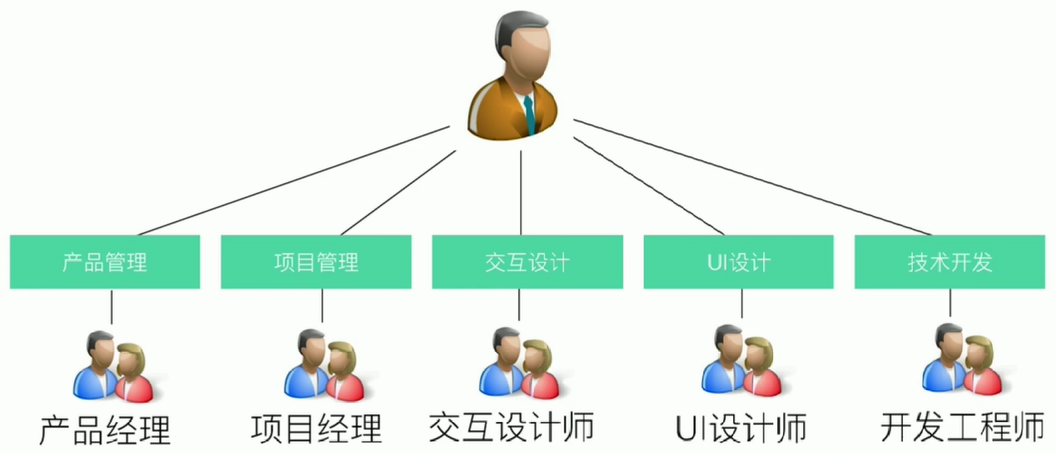 产品管理
项目管理
交互设计
UI设计
技术开发
产品经理
项目经理
交互设计师
UI设计师
开发工程师